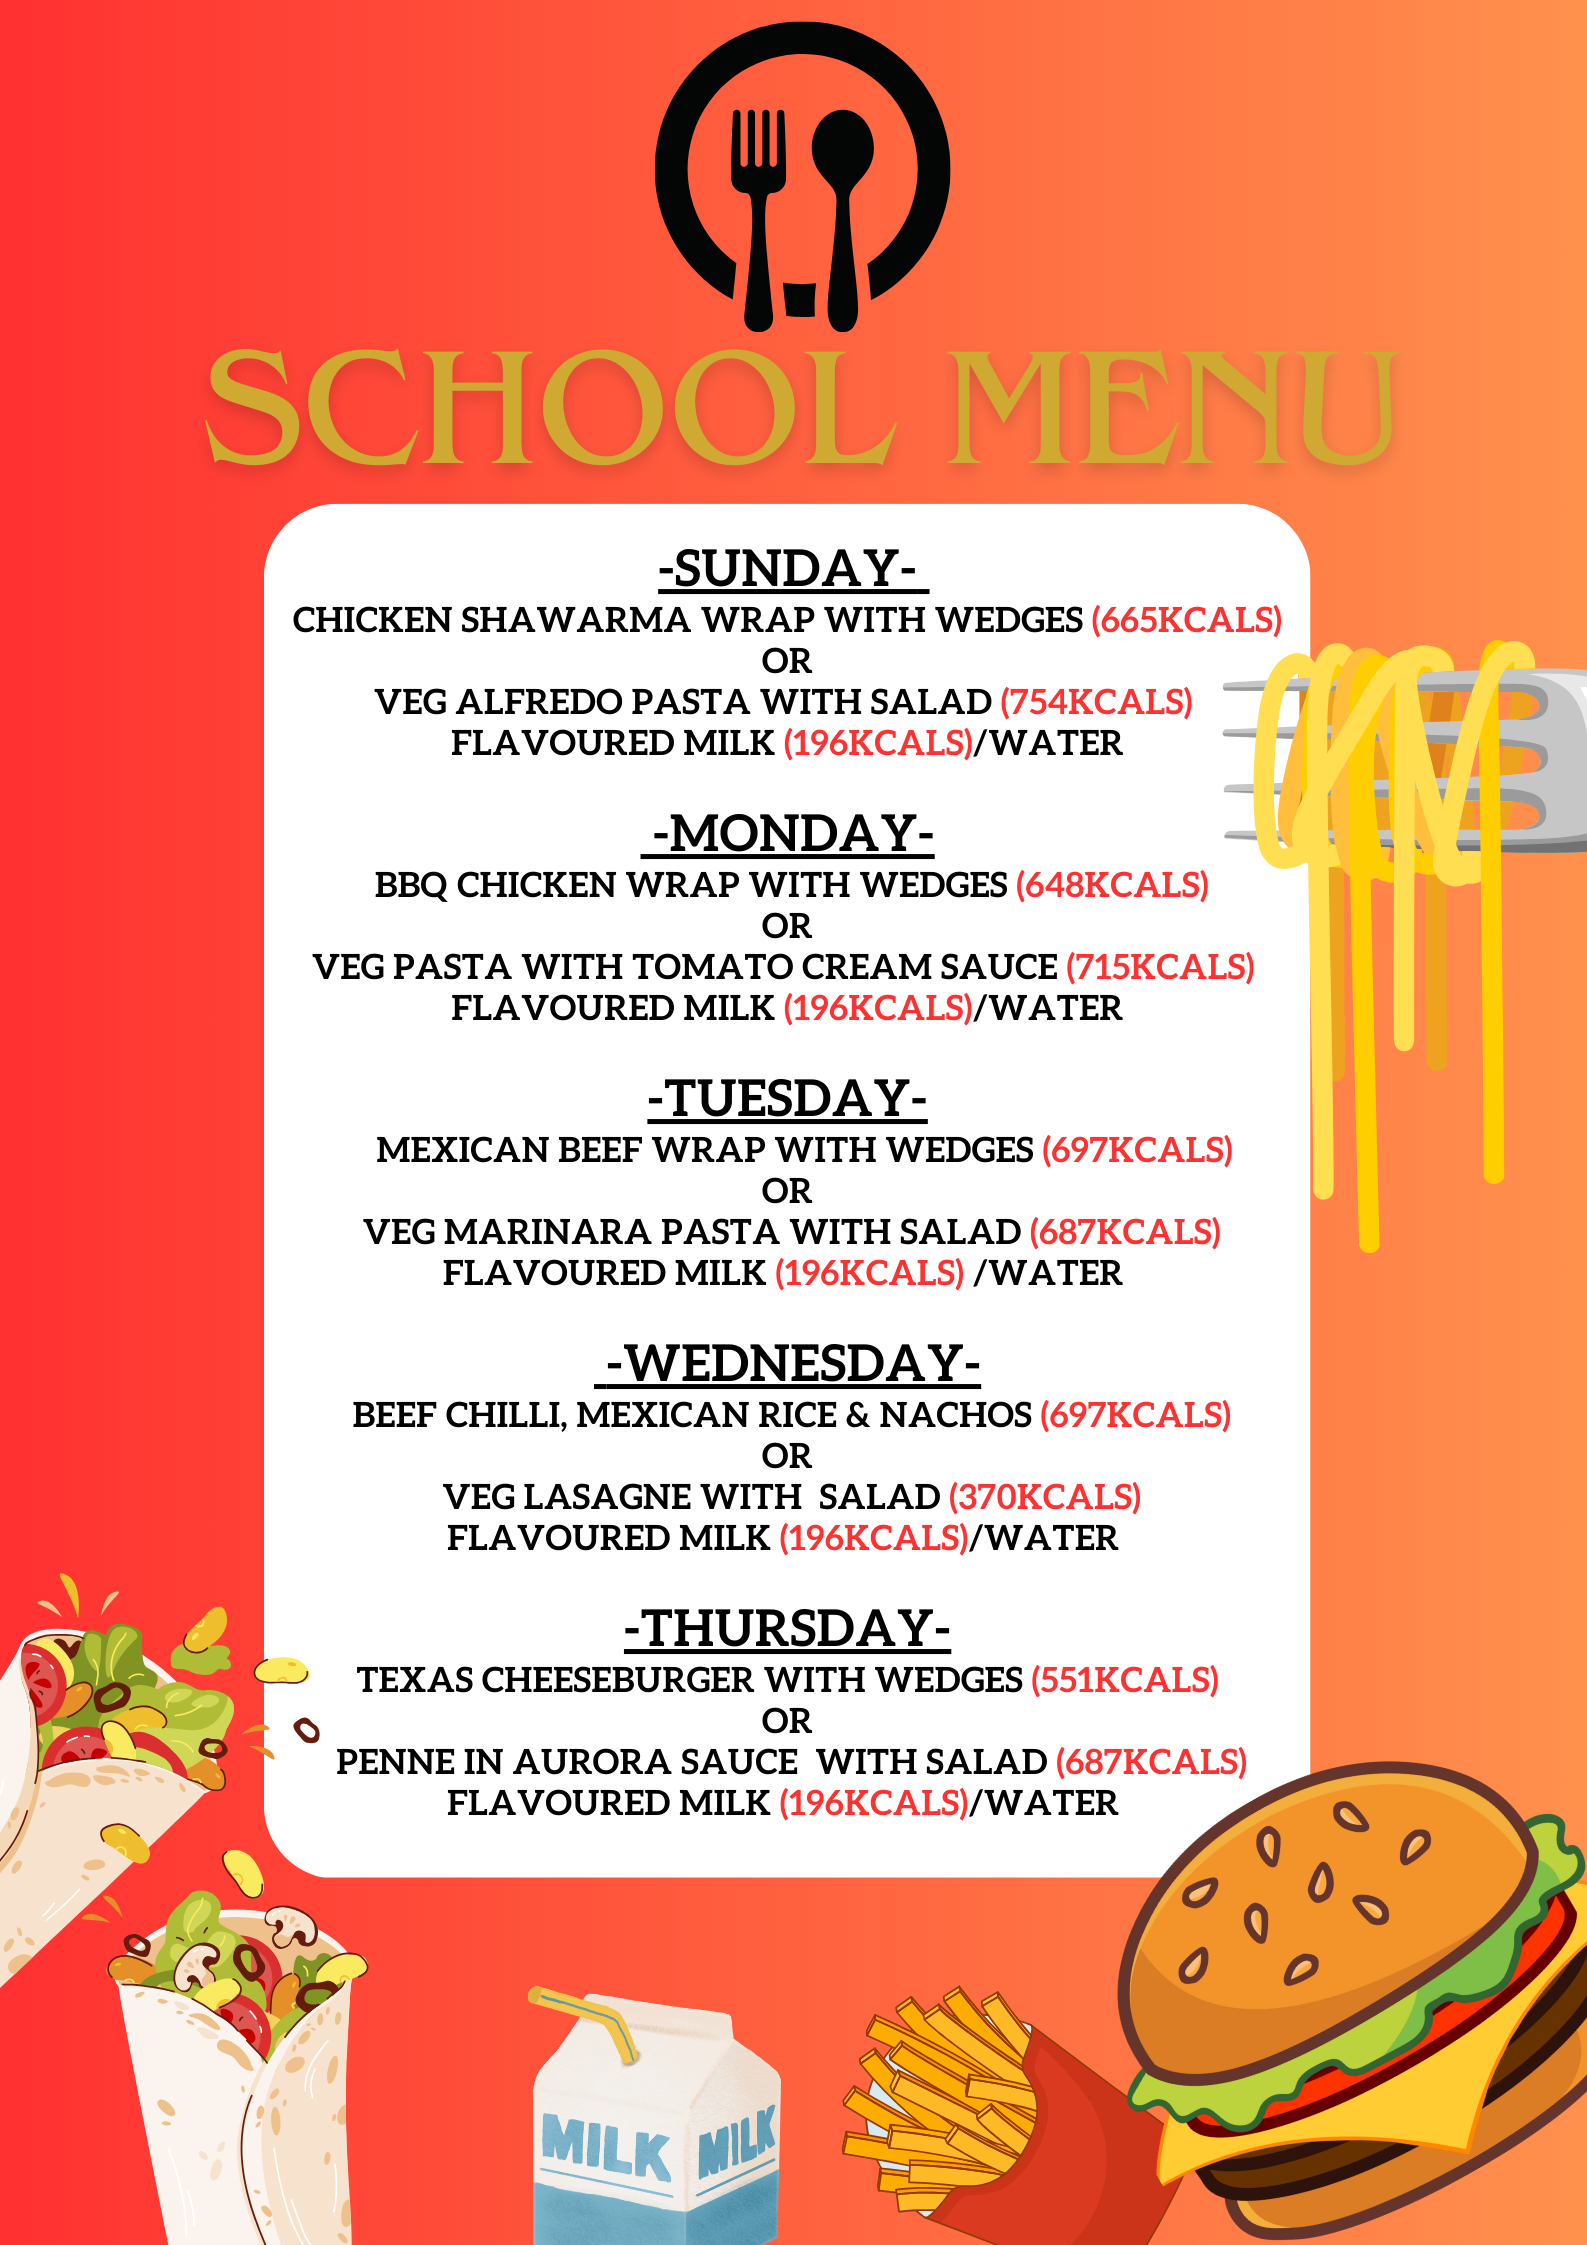 SCHOOL MENU
-SUNDAY-
CHICKEN SHAWARMA WRAP WITH WEDGES (665KCALS)
OR
VEG ALFREDO PASTA WITH SALAD (754KCALS)
FLAVOURED MILK (196KCALS)/WATER
-MONDAY-
BBQ CHICKEN WRAP WITH WEDGES (648KCALS)
OR
VEG PASTA WITH TOMATO CREAM SAUCE (715KCALS)
FLAVOURED MILK (196KCALS)/WATER
-TUESDAY-
MEXICAN BEEF WRAP WITH WEDGES (697KCALS)
OR
VEG MARINARA PASTA WITH SALAD (687KCALS)
FLAVOURED MILK (196KCALS) /WATER
-WEDNESDAY-
BEEF CHILLI, MEXICAN RICE & NACHOS (697KCALS)
OR
VEG LASAGNE WITH  SALAD (370KCALS)
FLAVOURED MILK (196KCALS)/WATER
-THURSDAY-
TEXAS CHEESEBURGER WITH WEDGES (551KCALS)
OR
PENNE IN AURORA SAUCE  WITH SALAD (687KCALS)
FLAVOURED MILK (196KCALS)/WATER
MILK
MILK